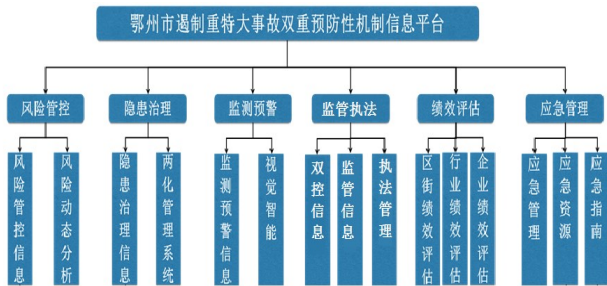 鄂州市遏制重特大事故双重预防性机制信息平台
风险管控
隐患治理
监测预警
监管执法
绩效评估
应急管理
风险管控信息
风险动态分析
隐患治理信息
两化管理系统
监测预警信息
视觉智能
双控信息
监管信息
执法管理
区街绩效评估
行业绩效评估
企业绩效评估
应急管理
应急资源
应急指南